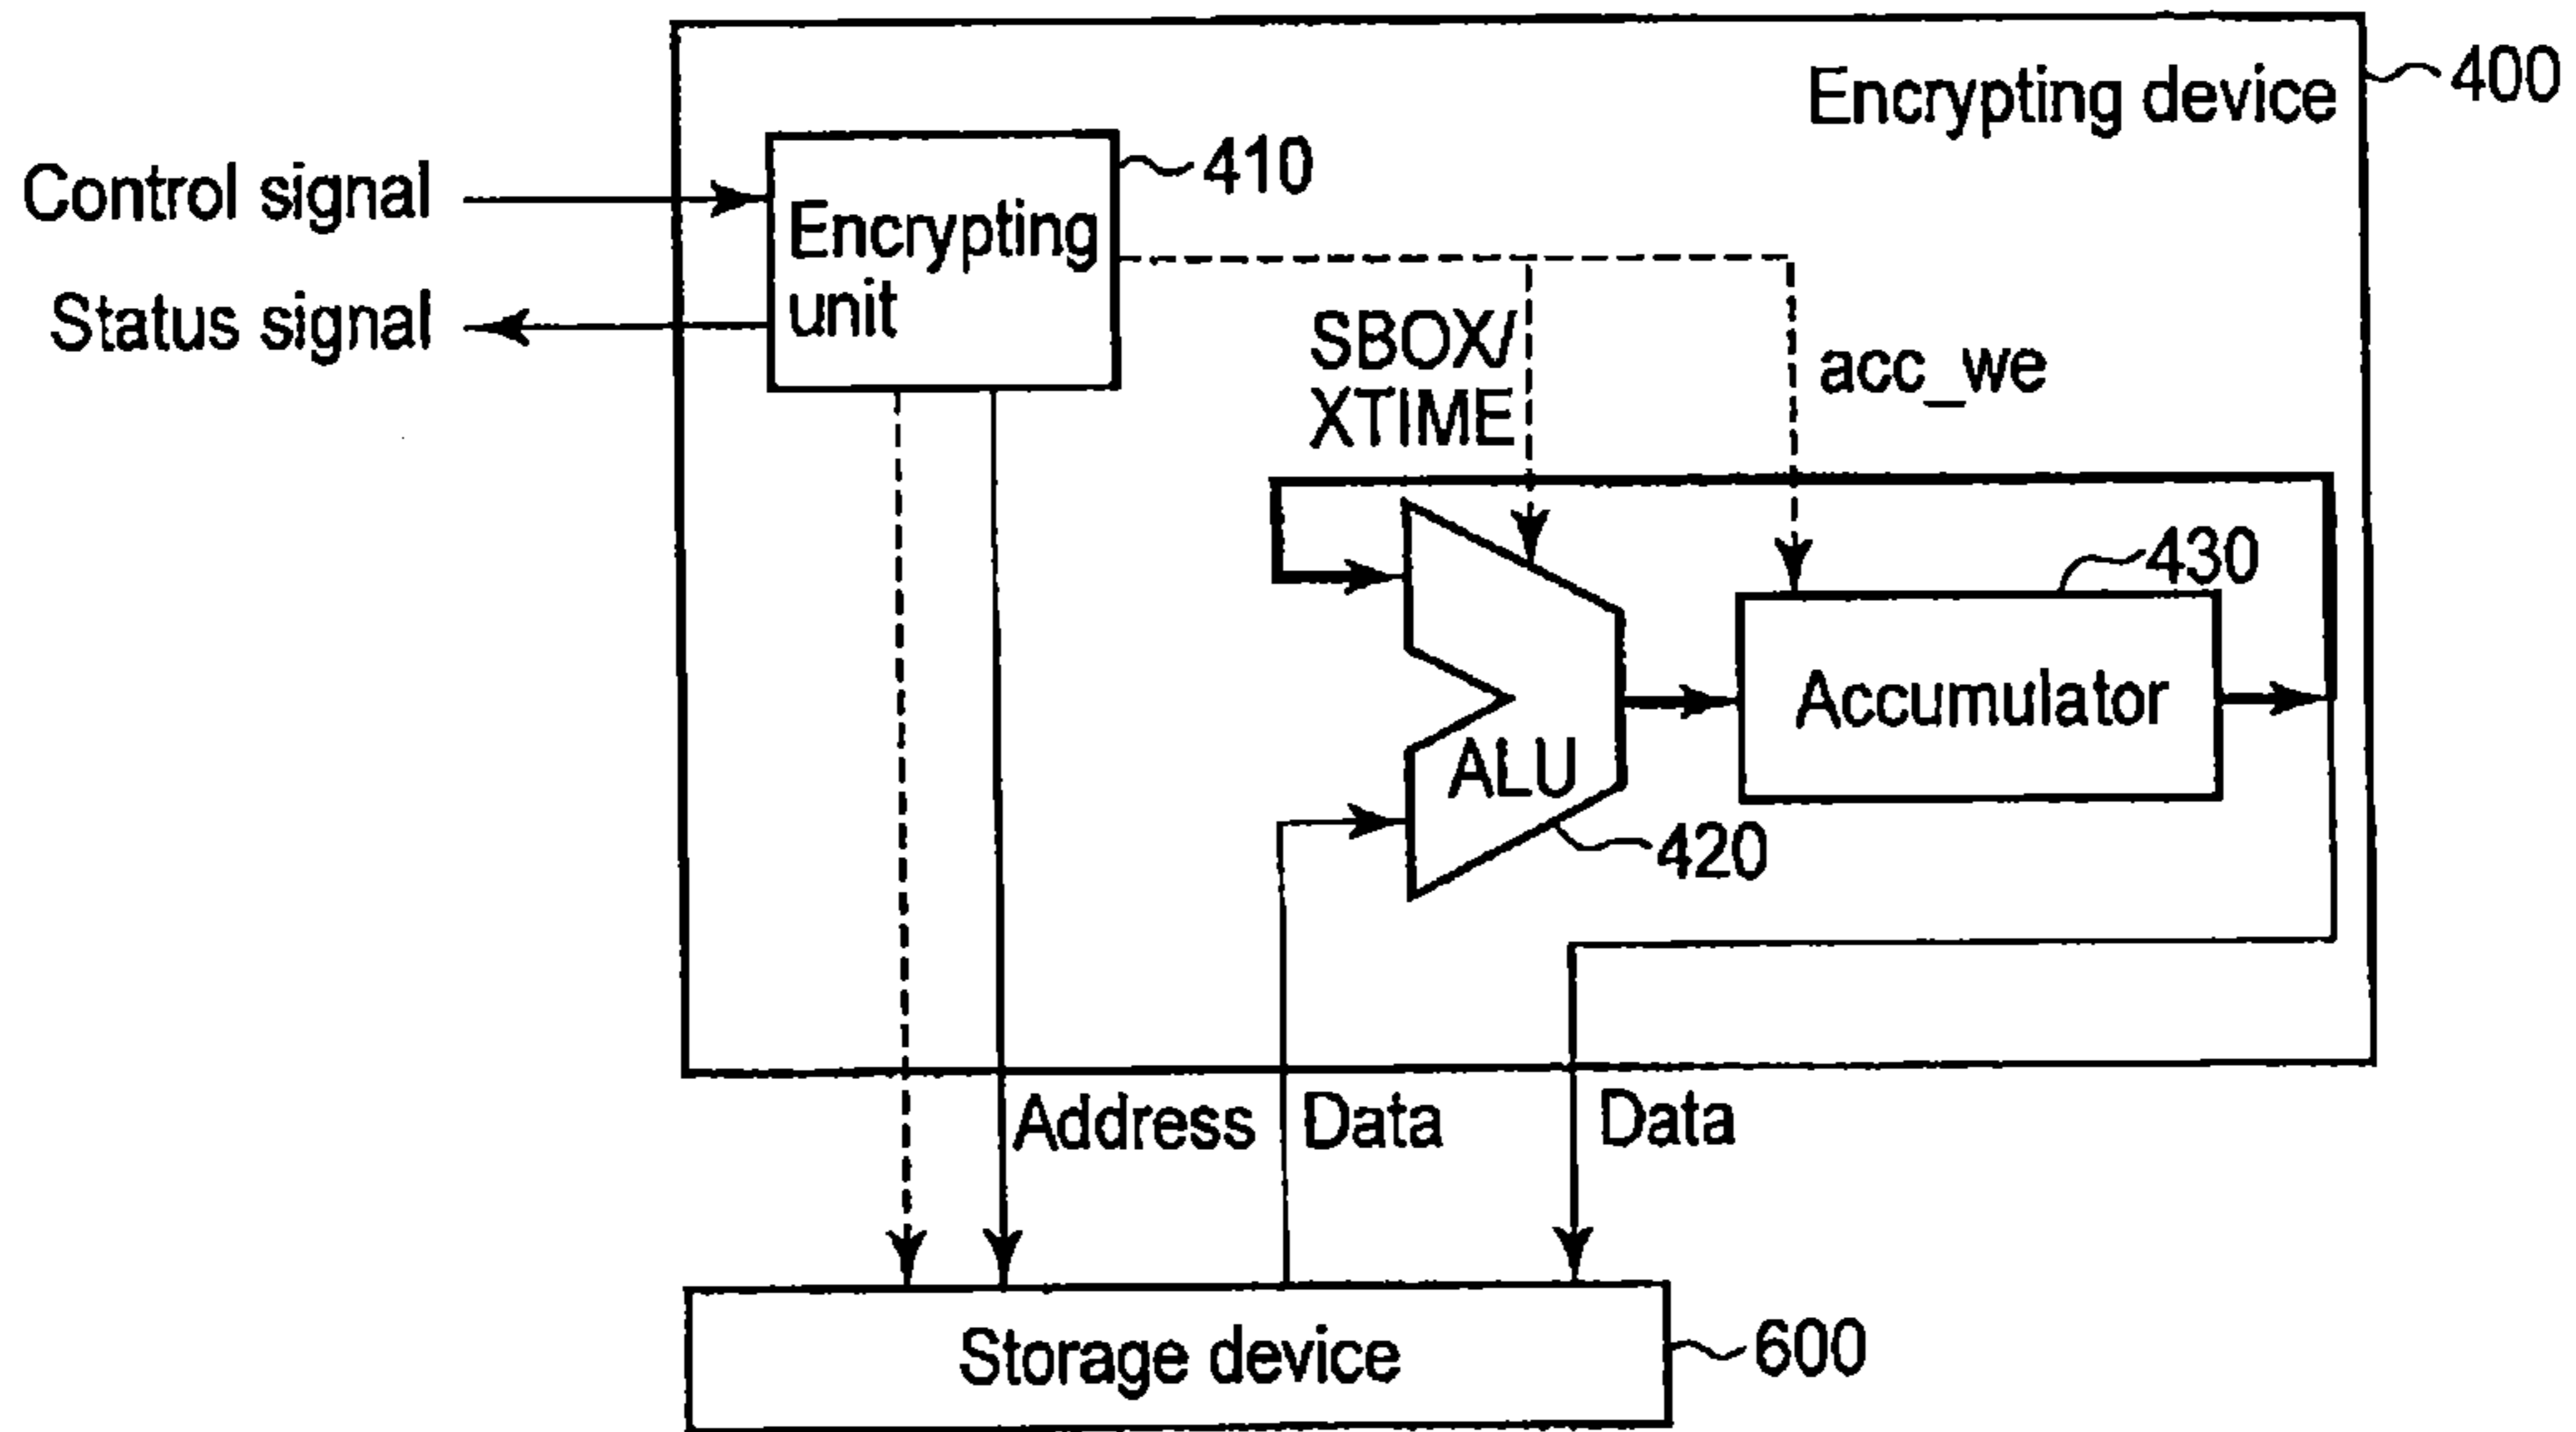 Encrypting device
400
410
Control signal
Encrypting
unit
Status signal
SBOX/
XTIME
acc_we
430
Accumulator
ALU
420
Address
Data
Data
Storage device
600